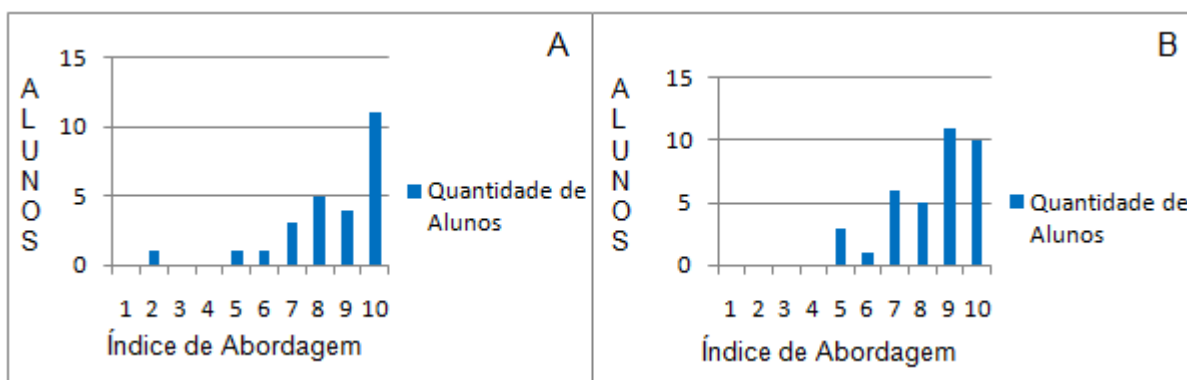 A
15
10
5
0
A
L
U
N
O
S
1 2 3 4 5 6 7 8 9 10
Índice de Abordagem
Quantidade de
Alunos
B
15
10
5
0
A
L
U
N
O
S
1 2 3 4 5 6 7 8 9 10
Índice de Abordagem
Quantidade de
Alunos